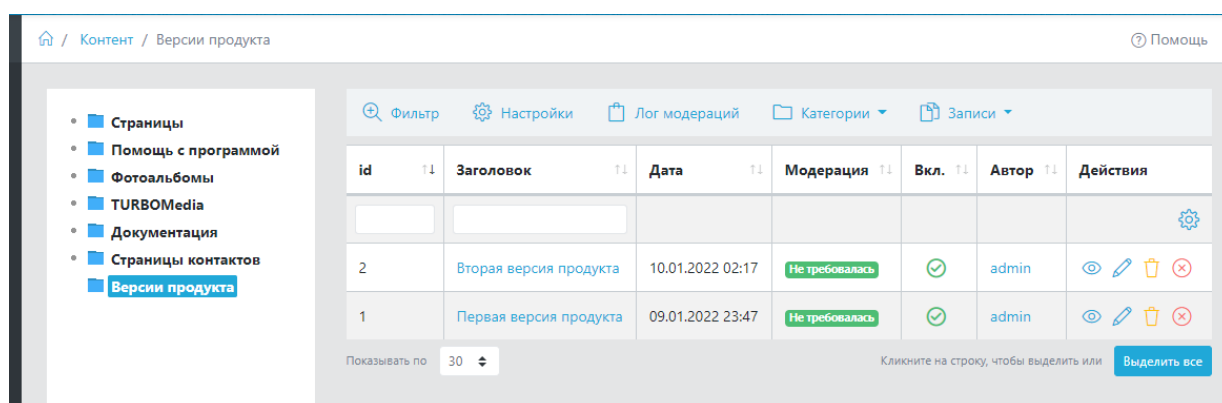 / Контент / Версии продукта
Помощь
Страницы
Помощь с программой
Фотоальбомы
TURBOMedia
Документация
Страницы контактов
Версии продукта
Фильтр Настройки Лог модераций Категории Записи
id Заголовок Дата Модерация Вкл. Автор Действия
2 Вторая версия продукта 10.01.2022 02:17 Не требовалась admin
1 Первая версия продукта 09.01.2022 23:47 Не требовалась admin
Показывать по 30 Кликните на строку, чтобы выделить или Выделить все